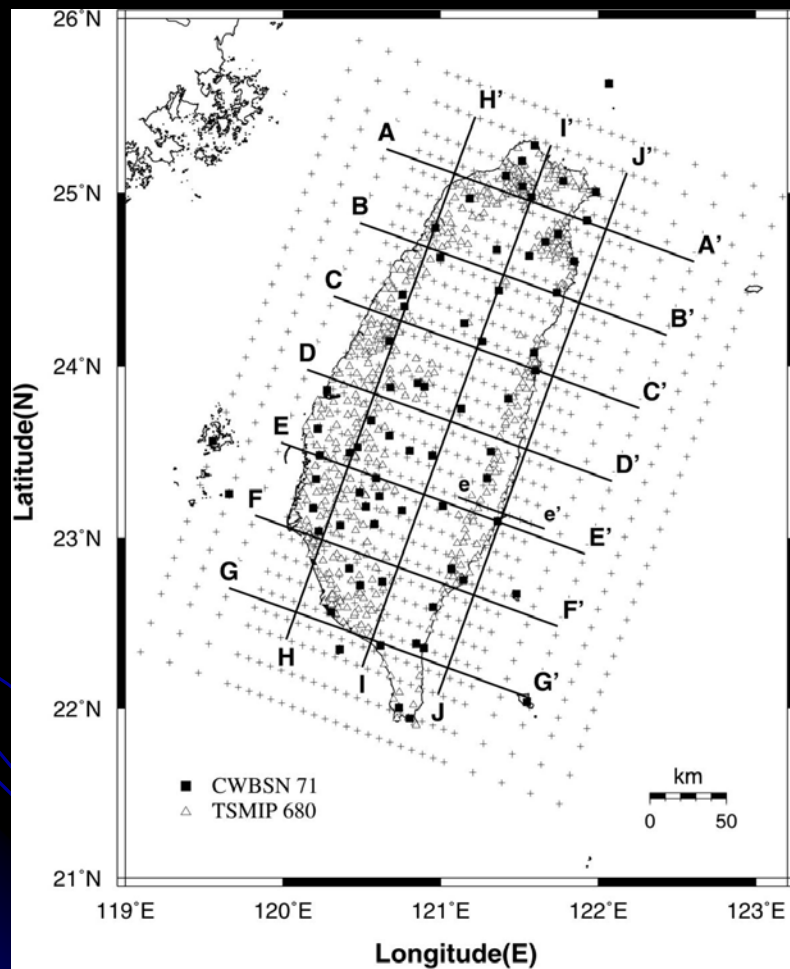 26˚N
H’
A
I’
J’
25˚N
B
A’
C
B’
24˚N
D
C’
E
D’
e
e’
23˚N
F
E’
G
F’
H
I
J
G’
22˚N
CWBSN 71
TSMIP 680
km
0 50
21˚N
119˚E 120˚E 121˚E 122˚E 123˚E
Latitude(N)
Longitude(E)